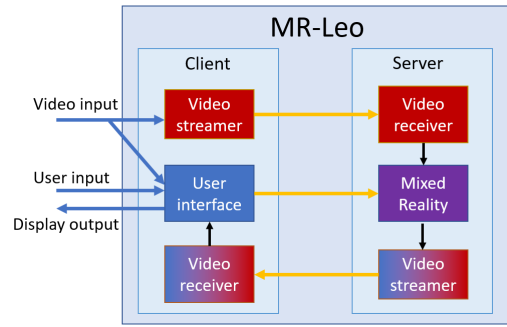 MR-Leo
Client
Server
Video input
Video
streamer
Video
receiver
User input
User
interface
Mixed
Reality
Display output
Video
receiver
Video
streamer